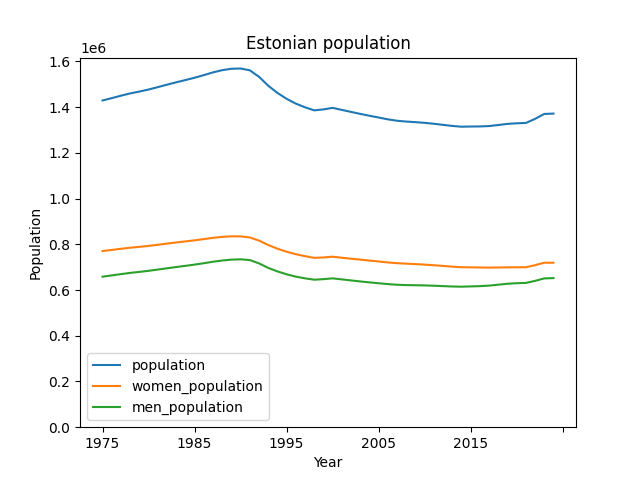 Estonian population
1e6
1.6
1.4
1.2
1.0
0.8
0.6
0.4
0.2
0.0
Population
population
women_population
men_population
1975 1985 1995 2005 2015
Year